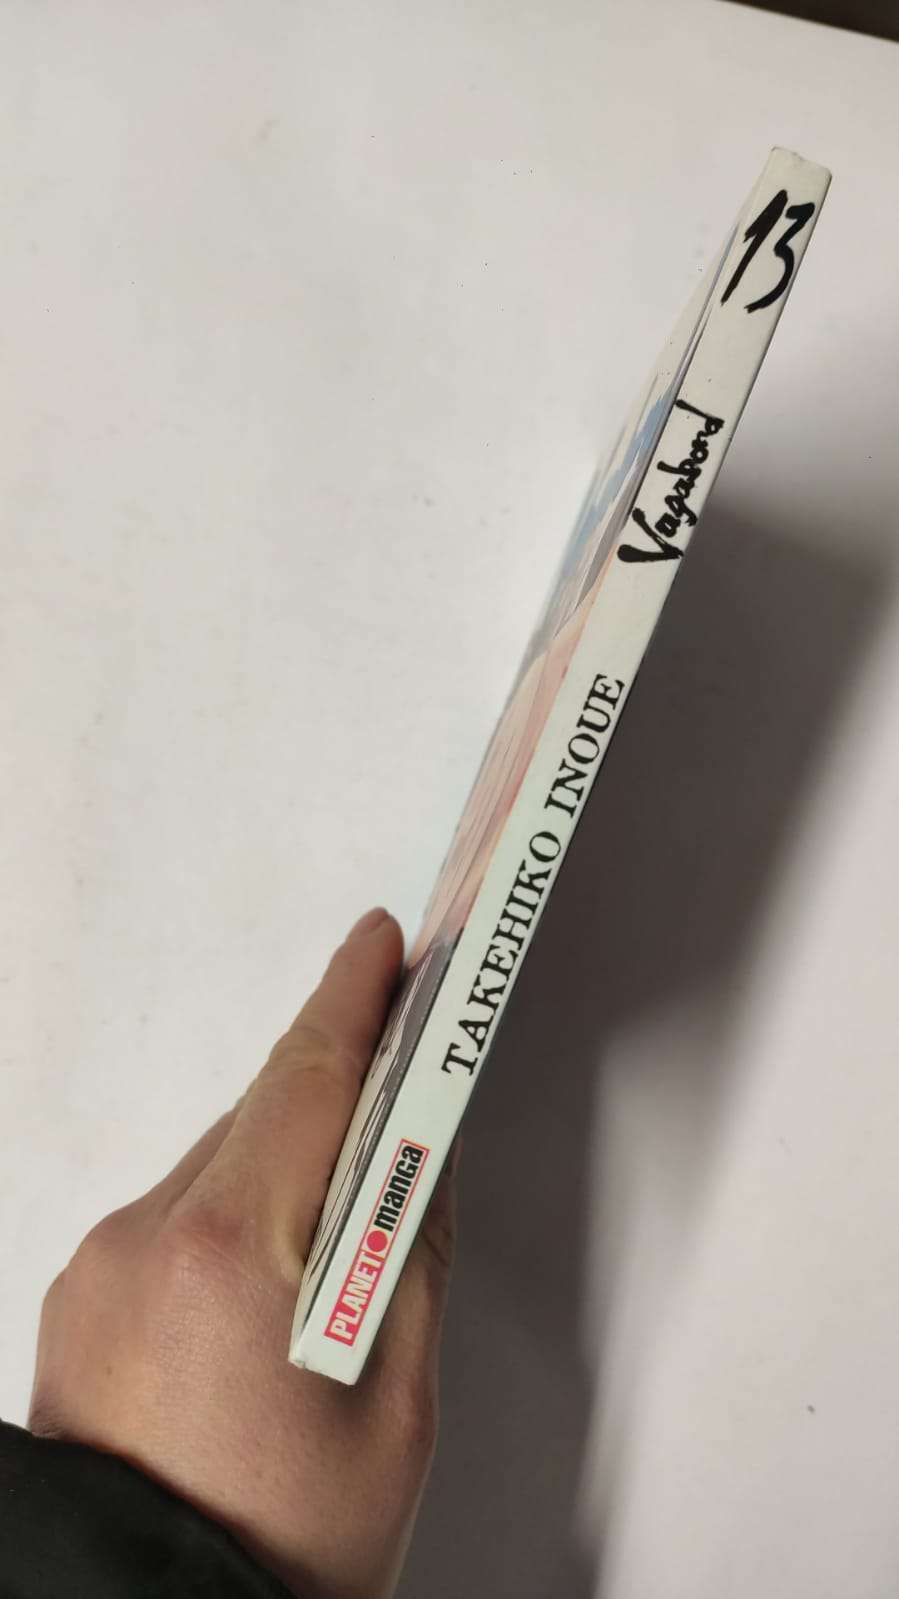 13
Vagabond
TAKEHIKO INOUE
PLANET manga